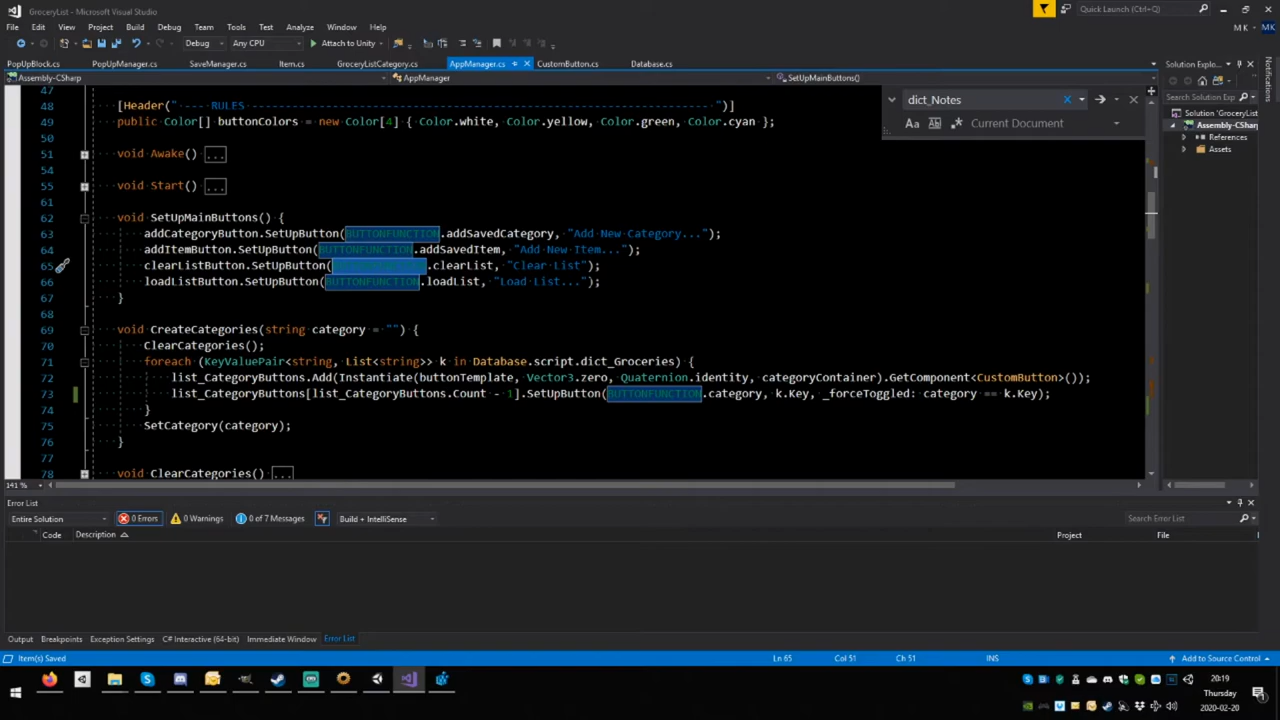 GroceryList - Microsoft Visual Studio
Quick Launch (Ctrl+Q)
File Edit View Project Build Debug Team Tools Test Analyze Window Help
M K MK
Debug Any CPU Attach to Unity
PopUpBlock.cs PopUpManager.cs SaveManager.cs Item.cs GroceryListCategory.cs AppManager.cs CustomButton.cs Database.cs
Solution Explo...
Notifications
Assembly-CSharp AppManager SetUpMainButtons()
Search Solution Exp
Solution 'GroceryList
Assembly-CSharp
References
Assets
dict_Notes
Aa Current Document
47
48 [Header(" ---- RULES ")]
49 public Color[] buttonColors = new Color[4] { Color.white, Color.yellow, Color.green, Color.cyan };
50
51 void Awake() ...
54
55 void Start() ...
61
62 void SetUpMainButtons() {
63 addCategoryButton.SetUpButton(BUTTONFUNCTION.addSavedCategory, "Add New Category...");
64 addItemButton.SetUpButton(BUTTONFUNCTION.addSavedItem, "Add New Item...");
65 clearListButton.SetUpButton(BUTTONFUNCTION.clearList, "Clear List");
66 loadListButton.SetUpButton(BUTTONFUNCTION.loadList, "Load List...");
67 }
68
69 void CreateCategories(string category = "") {
70 ClearCategories();
71 foreach (KeyValuePair<string, List<string>> k in Database.script.dict_Groceries) {
72 list_CategoryButtons.Add(Instantiate(buttonTemplate, Vector3.zero, Quaternion.identity, categoryContainer).GetComponent<CustomButton>());
73 list_CategoryButtons[list_CategoryButtons.Count - 1].SetUpButton(BUTTONFUNCTION.category, k.Key, _forceToggled: category == k.Key);
74 }
75 SetCategory(category);
76 }
77
78 void ClearCategories() ...
141 %
Error List
Entire Solution 0 Errors 0 Warnings 0 of 7 Messages Build + IntelliSense Search Error List
Code Description Project File
Output Breakpoints Exception Settings C# Interactive (64-bit) Immediate Window Error List
Item(s) Saved Ln 65 Col 51 Ch 51 INS Add to Source Control
20:19
Thursday
2020-02-20